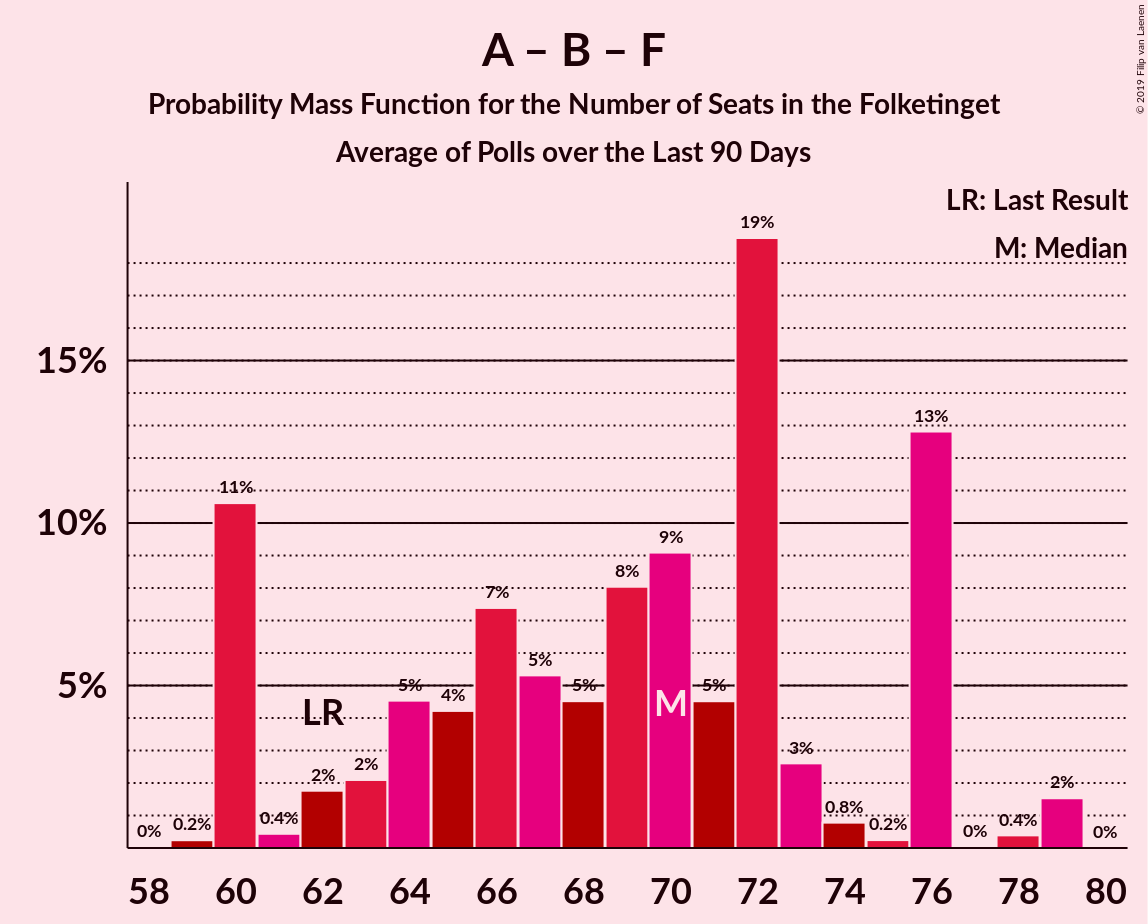 A – B – F
Probability Mass Function for the Number of Seats in the Folketinget
Average of Polls over the Last 90 Days
© 2019 Filip van Laenen
LR: Last Result
M: Median
15%
10%
5%
0%
0.2%
11%
0.4%
2%
2%
5%
4%
7%
5%
5%
8%
9%
5%
19%
3%
0.8%
0.2%
13%
0%
0.4%
2%
0%
LR
M
58 60 62 64 66 68 70 72 74 76 78 80